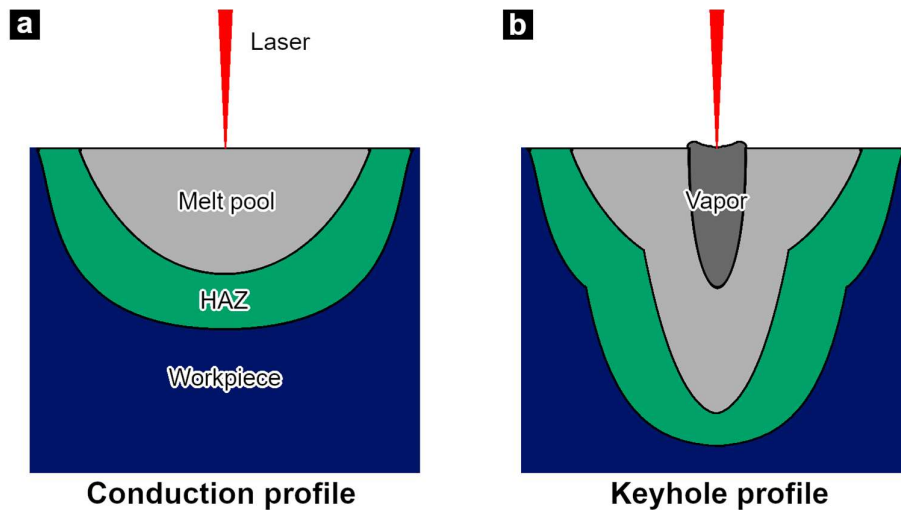 a
Laser
Melt pool
HAZ
Workpiece
Conduction profile
b
Vapor
Keyhole profile